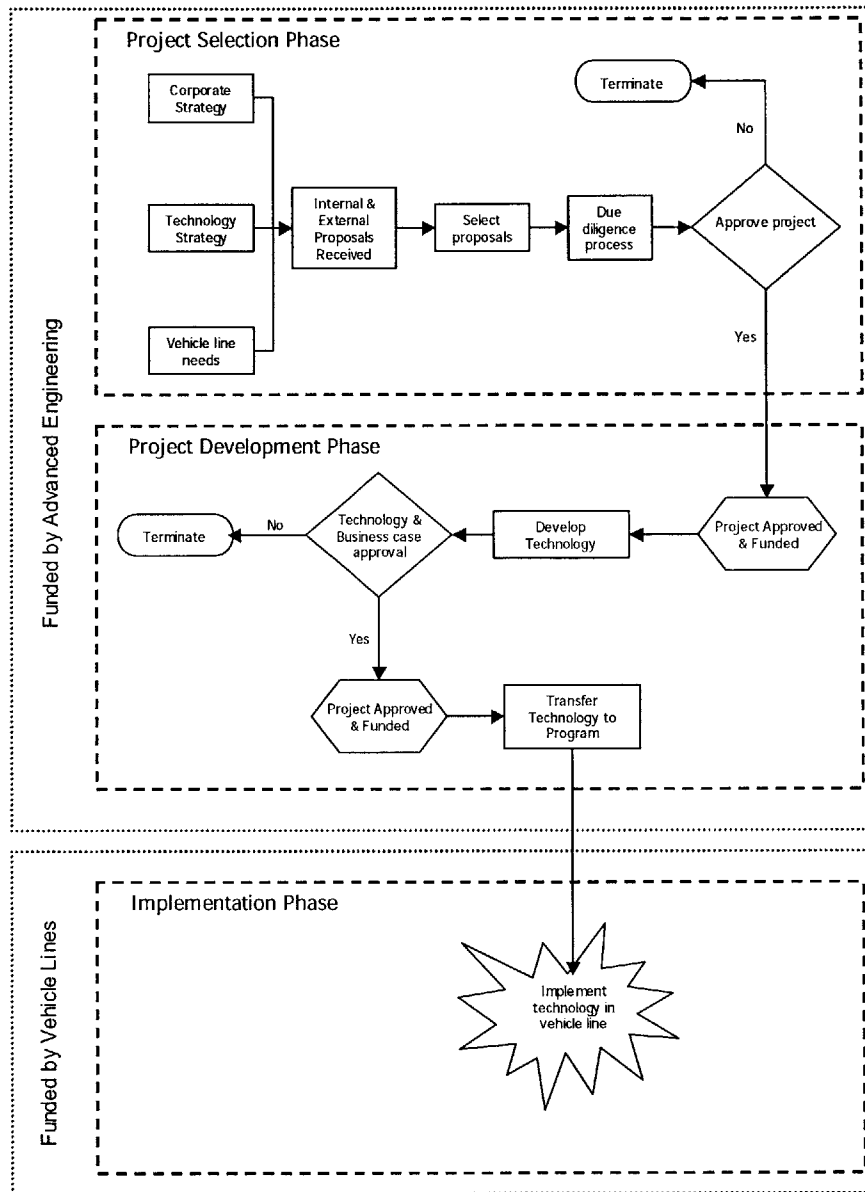 Project Selection Phase
Corporate
Strategy
Terminate
No
Technology
Strategy
Internal &
External
Proposals
Received
Select
proposals
Due
diligence
process
Approve project
Vehicle line
needs
Yes
Funded by Advanced Engineering
Project Development Phase
Terminate
No
Technology &
Business case
approval
Develop
Technology
Project Approved
& Funded
Yes
Project Approved
& Funded
Transfer
Technology to
Program
Funded by Vehicle Lines
Implementation Phase
Implement
technology in
vehicle line